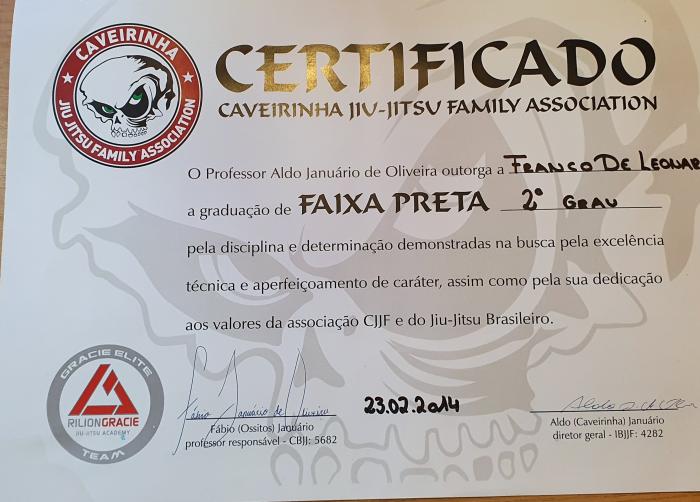 CAVEIRINHA
JIU JITSU FAMILY ASSOCIATION
CERTIFICADO
CAVEIRINHA JIU-JITSU FAMILY ASSOCIATION
O Professor Aldo Januário de Oliveira outorga a FRANCO DE LEONAR
a graduação de FAIXA PRETA 2º GRAU
pela disciplina e determinação demonstradas na busca pela excelência
técnica e aperfeiçoamento de caráter, assim como pela sua dedicação
aos valores da associação CJJF e do Jiu-Jitsu Brasileiro.
GRACIE ELITE
RILIONGRACIE
JIU-JITSU ACADEMY
TEAM
Fábio Januário de Oliveira
Fábio (Ossitos) Januário
professor responsável - CBJJ: 5682
23.02.2014
Aldo (Caveirinha) Januário
diretor geral - IBJJF: 4282